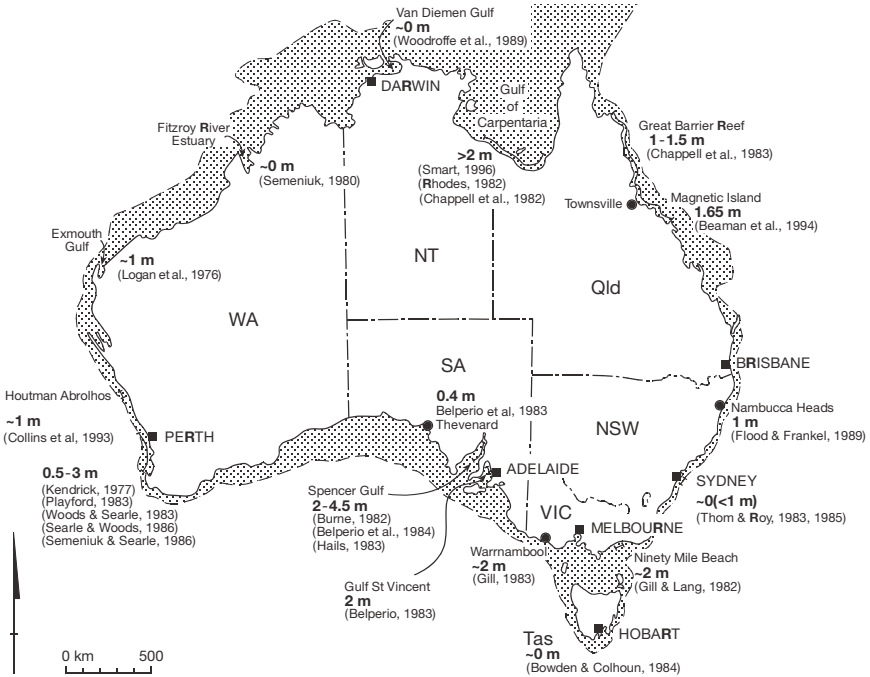 Van Diemen Gulf
~0 m
(Woodroffe et al., 1989)
DARWIN
Gulf
of
Carpentaria
Fitzroy River
Estuary
~0 m
(Semeniuk, 1980)
>2 m
(Smart, 1996)
(Rhodes, 1982)
(Chappell et al., 1982)
Great Barrier Reef
1-1.5 m
(Chappell et al., 1983)
Townsville
Magnetic Island
1.65 m
(Beaman et al., 1994)
Exmouth
Gulf
~1 m
(Logan et al., 1976)
NT
Qld
WA
SA
BRISBANE
Houtman Abrolhos
~1 m
(Collins et al, 1993)
PERTH
0.4 m
Belperio et al., 1983
Thevenard
NSW
Nambucca Heads
1 m
(Flood & Frankel, 1989)
0.5-3 m
(Kendrick, 1977)
(Playford, 1983)
(Woods & Searle, 1983)
(Searle & Woods, 1986)
(Semeniuk & Searle, 1986)
ADELAIDE
SYDNEY
~0(<1 m)
(Thom & Roy, 1983, 1985)
Spencer Gulf
2-4.5 m
(Burne, 1982)
(Belperio et al., 1984)
(Hails, 1983)
VIC
MELBOURNE
Warrnambool
~2 m
(Gill, 1983)
Ninety Mile Beach
~2 m
(Gill & Lang, 1982)
Gulf St Vincent
2 m
(Belperio, 1983)
HOBART
Tas
~0 m
(Bowden & Colhoun, 1984)
0 km 500